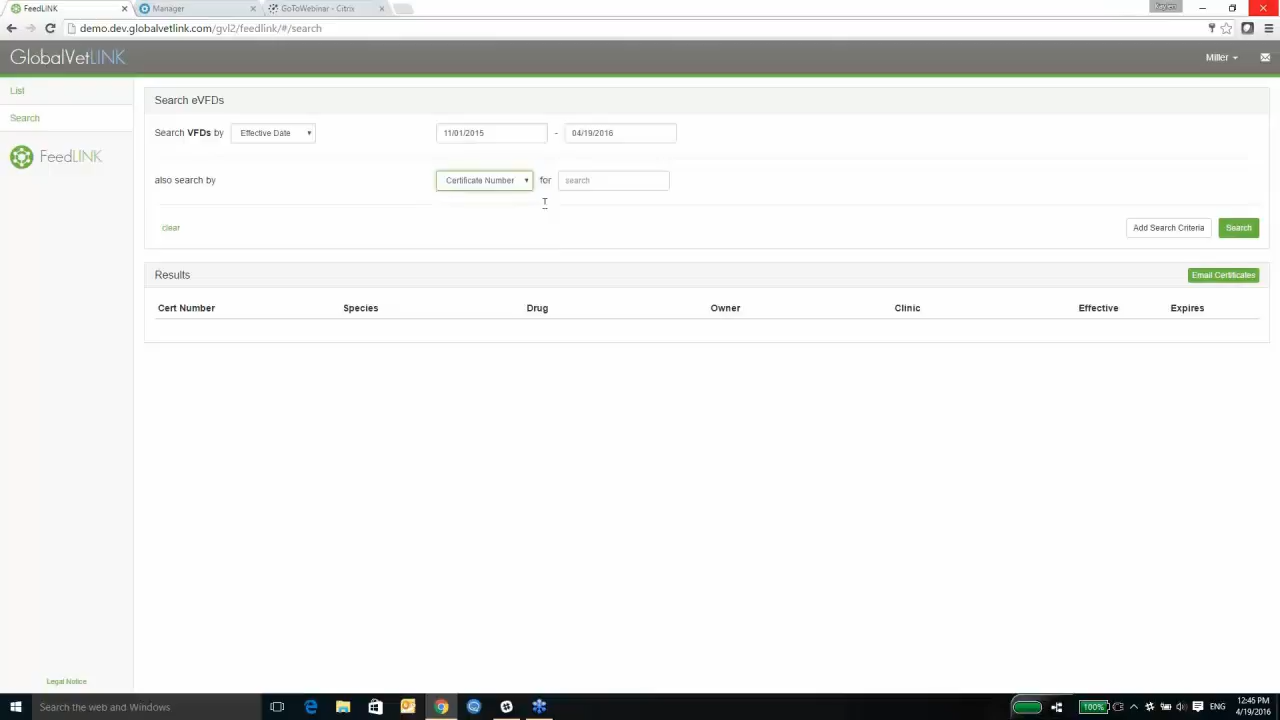 FeedLINK
Manager
GoToWebinar - Citrix
demo.dev.globalvetlink.com/gvl2/feedlink/#/search
GlobalVetLINK
Miller
List
Search
FeedLINK
Search eVFDs
Search VFDs by
Effective Date
11/01/2015
-
04/19/2016
also search by
Certificate Number
for
search
clear
Add Search Criteria
Search
Results
Email Certificates
Cert Number
Species
Drug
Owner
Clinic
Effective
Expires
Legal Notice
Search the web and Windows
100%
ENG
12:46 PM
4/19/2016